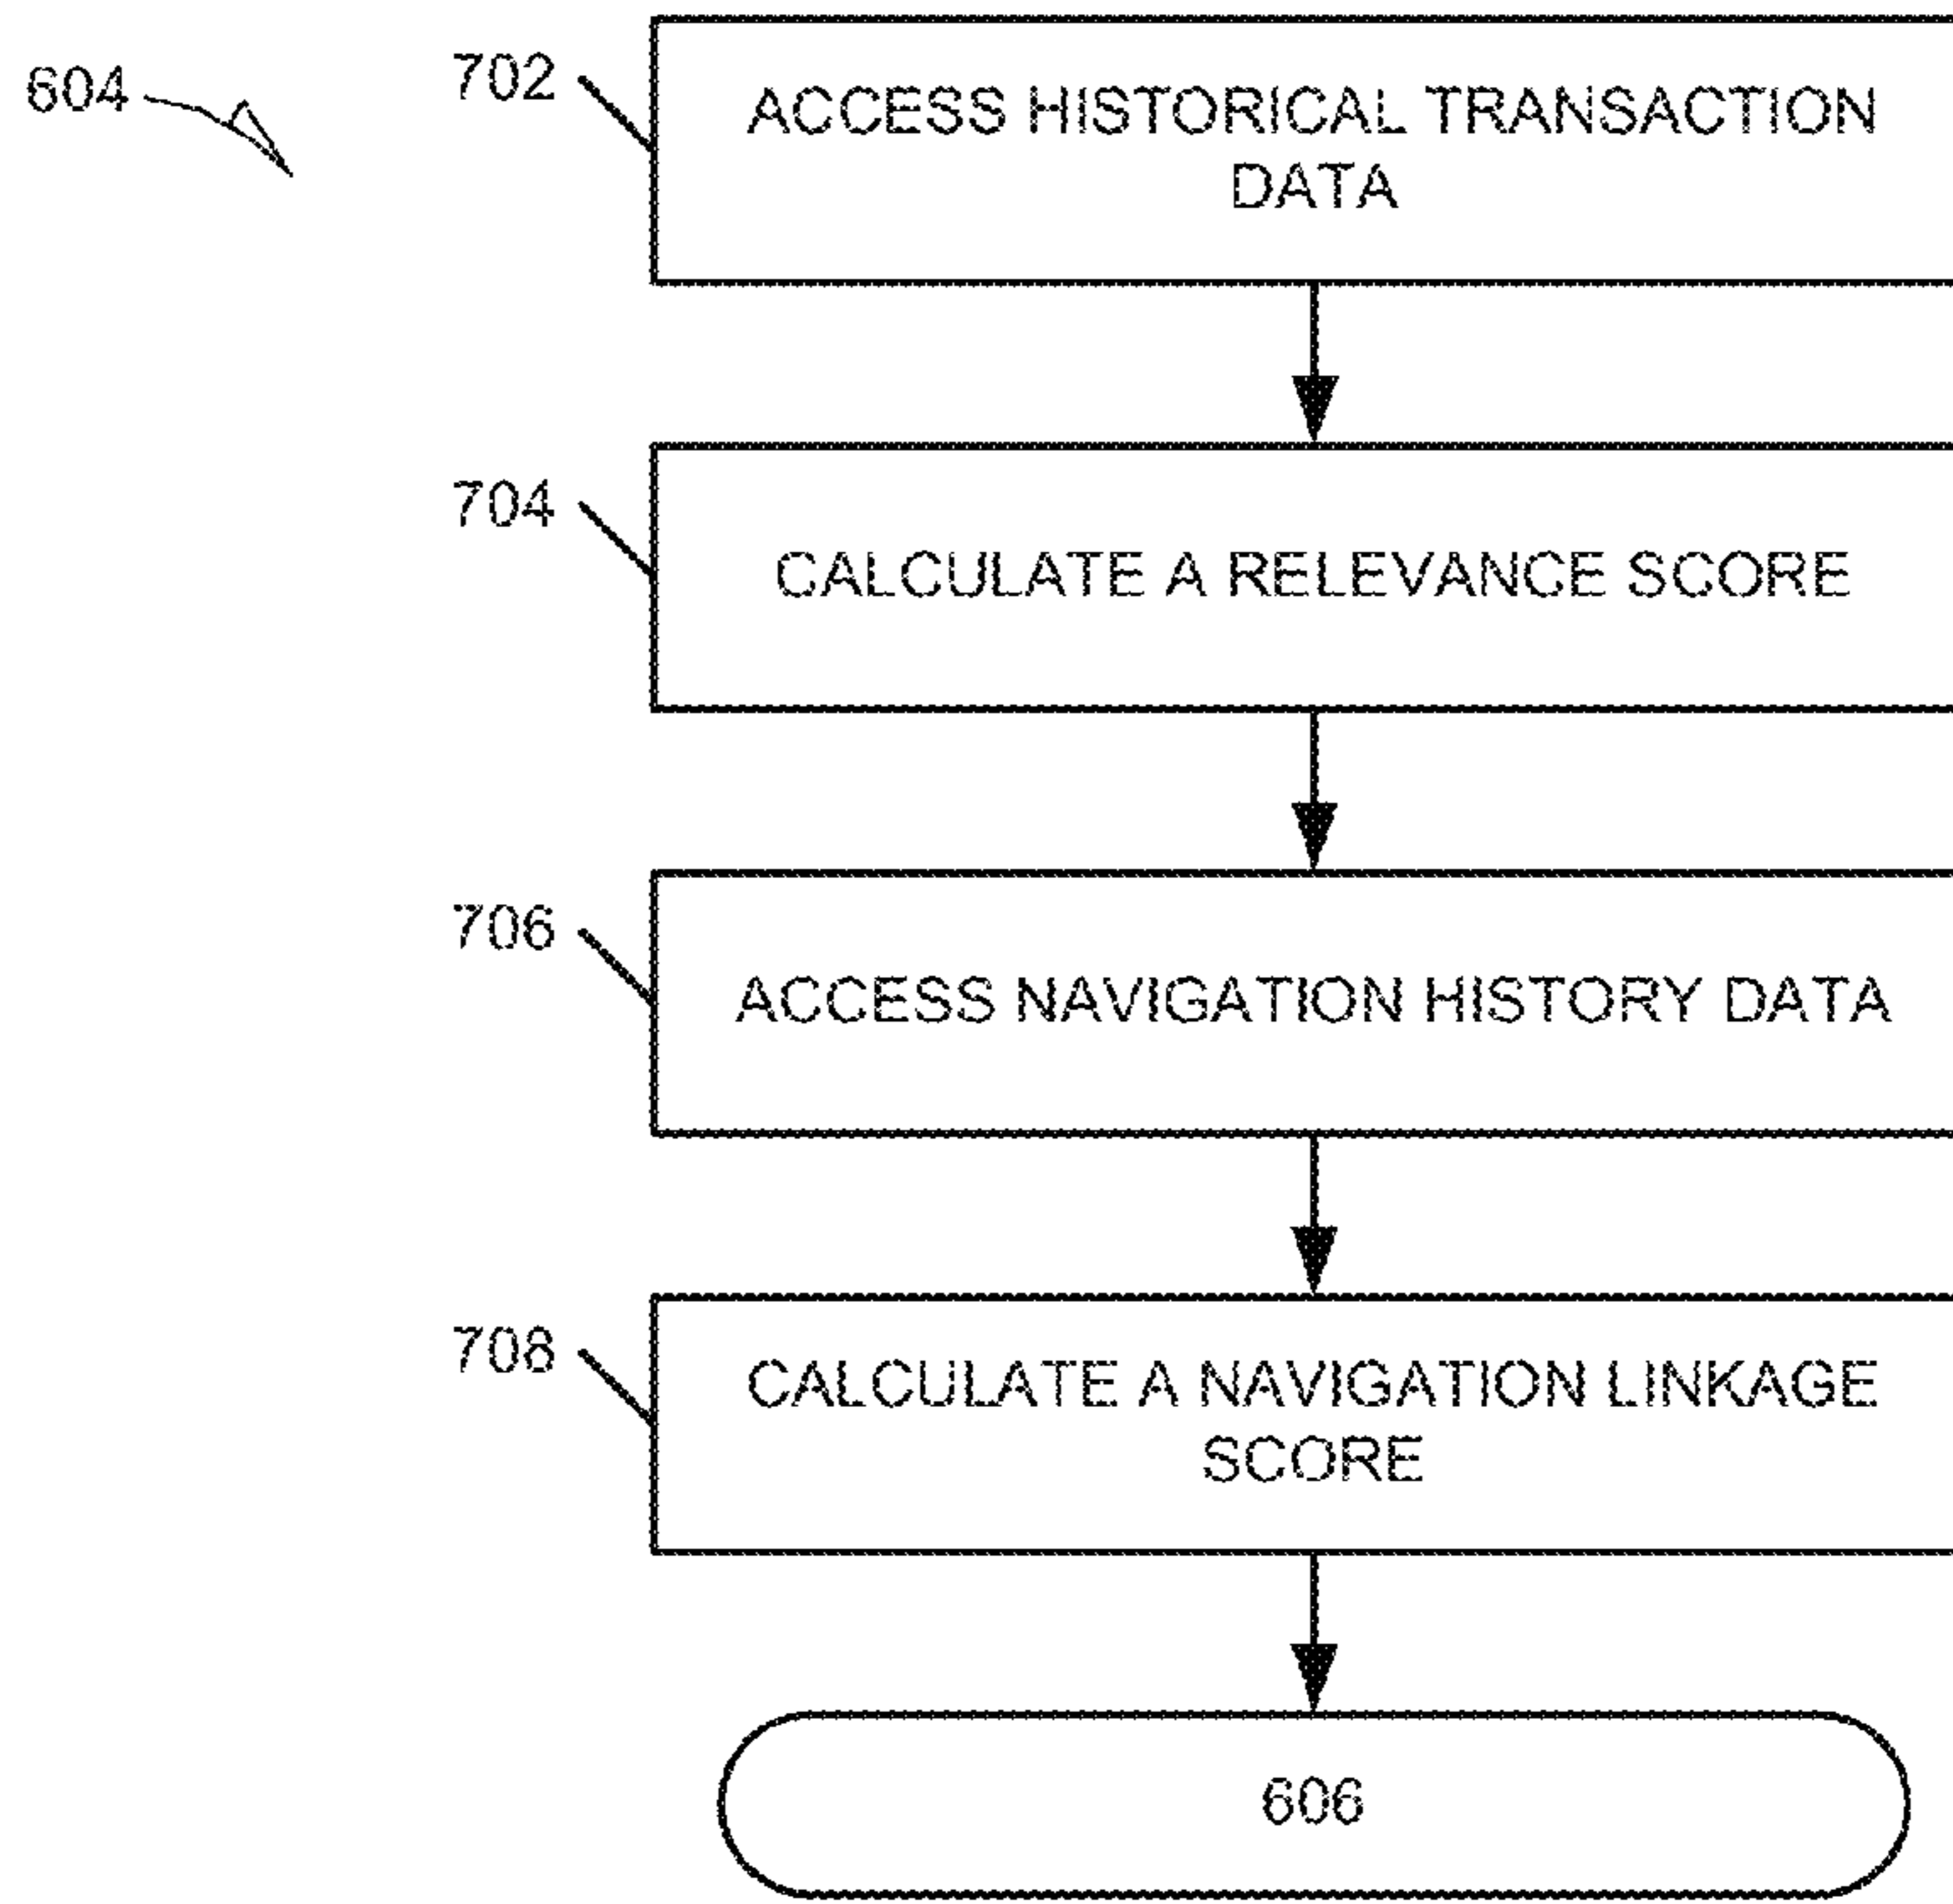 604
702
ACCESS HISTORICAL TRANSACTION
DATA
704
CALCULATE A RELEVANCE SCORE
706
ACCESS NAVIGATION HISTORY DATA
708
CALCULATE A NAVIGATION LINKAGE
SCORE
606